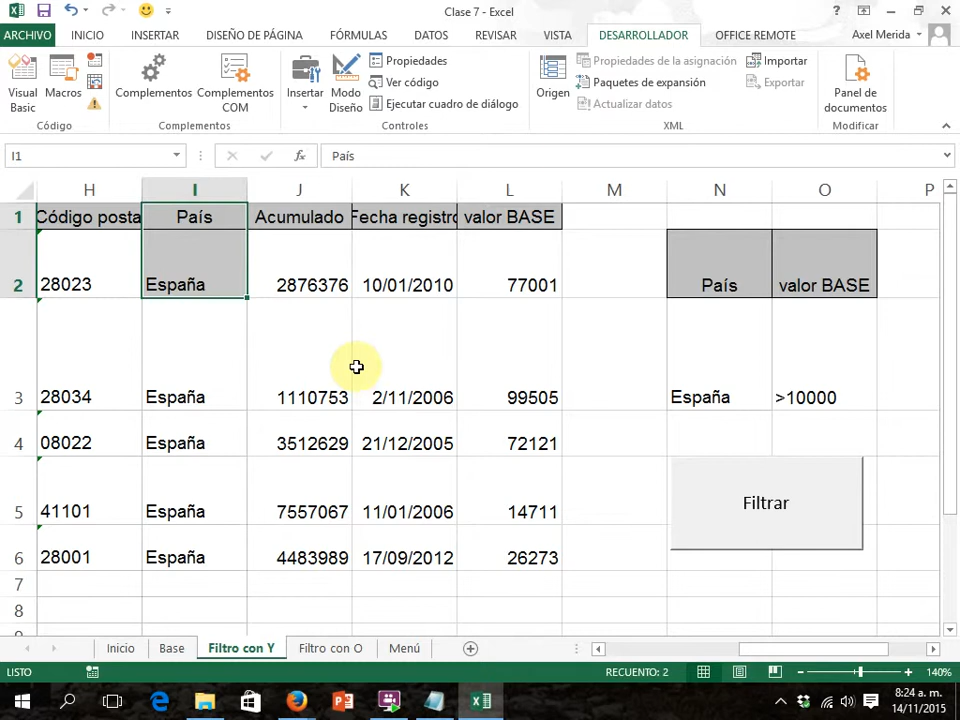 Clase 7 - Excel
ARCHIVO INICIO INSERTAR DISEÑO DE PÁGINA FÓRMULAS DATOS REVISAR VISTA DESARROLLADOR OFFICE REMOTE Axel Merida
Visual Basic
Macros
Código
Complementos
Complementos COM
Complementos
Insertar
Modo Diseño
Propiedades
Ver código
Ejecutar cuadro de diálogo
Controles
Origen
Propiedades de la asignación
Paquetes de expansión
Actualizar datos
Importar
Exportar
XML
Panel de documentos
Modificar
I1 fx País
H I J K L M N O P
1 Código posta País Acumulado Fecha registro valor BASE
2 28023 España 2876376 10/01/2010 77001 País valor BASE
3 28034 España 1110753 2/11/2006 99505 España >10000
4 08022 España 3512629 21/12/2005 72121
5 41101 España 7557067 11/01/2006 14711
Filtrar
6 28001 España 4483989 17/09/2012 26273
7
8
Inicio Base Filtro con Y Filtro con O Menú
LISTO RECUENTO: 2 140%
8:24 a. m.
14/11/2015